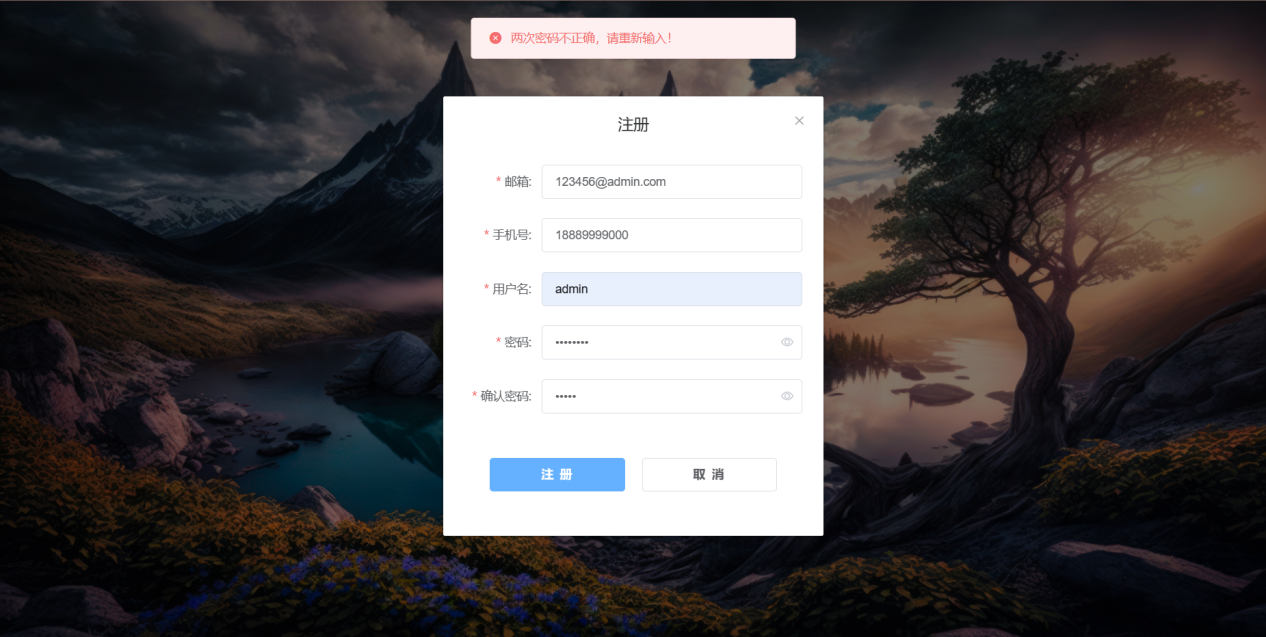 两次密码不正确，请重新输入！
注册
* 邮箱: 123456@admin.com
* 手机号: 18889999000
* 用户名: admin
* 密码: ••••••••
* 确认密码: •••••
注 册 取 消